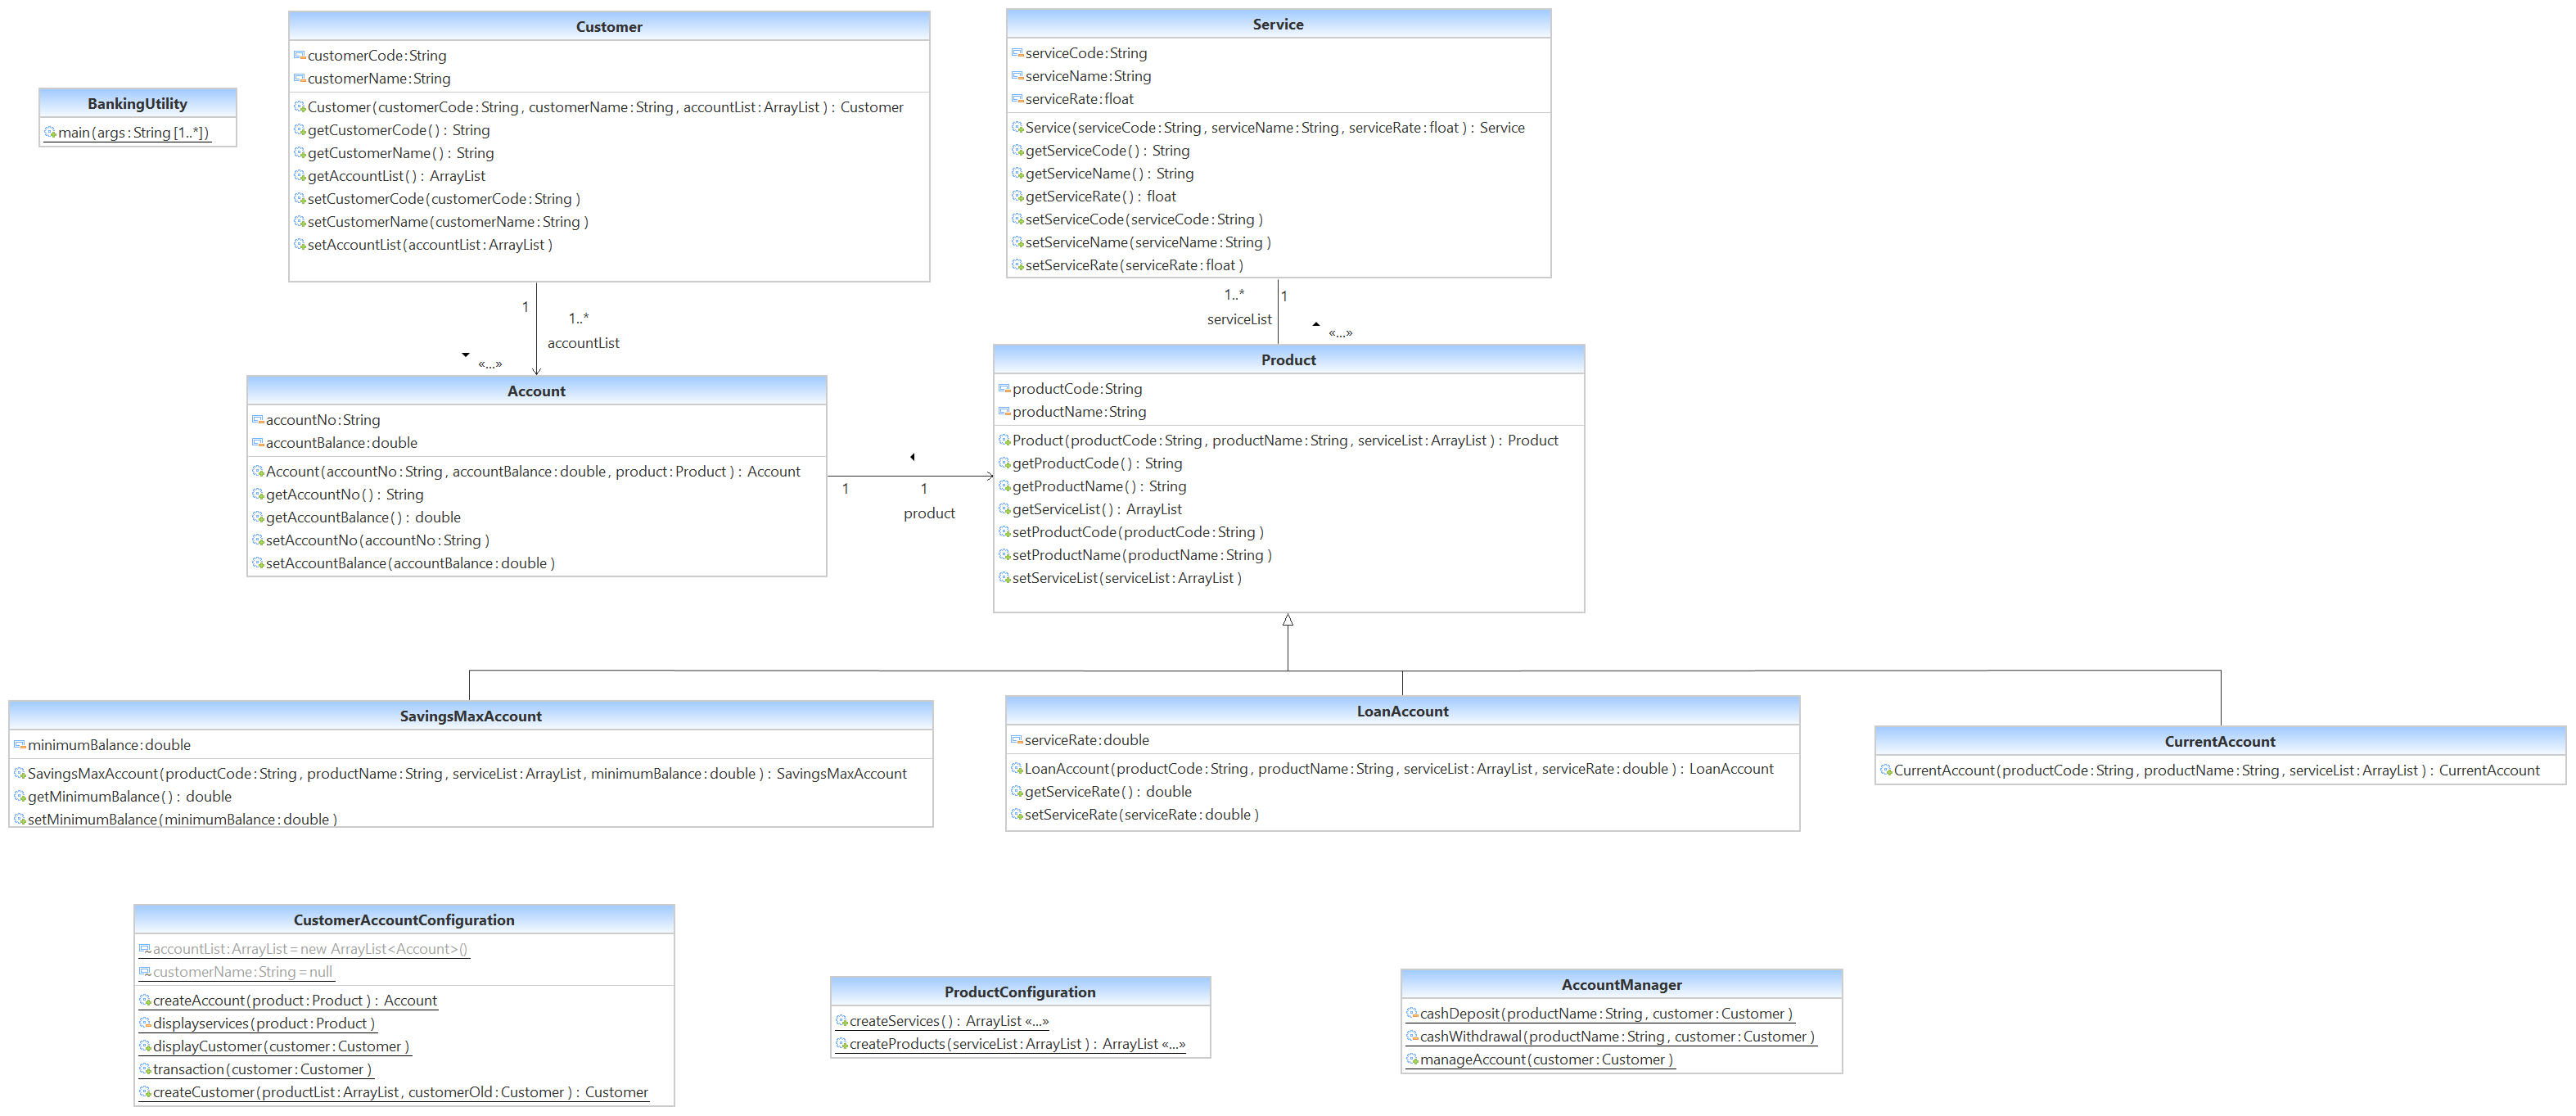 Customer
customerCode:String
customerName:String
Customer(customerCode:String, customerName:String, accountList:ArrayList): Customer
getCustomerCode(): String
getCustomerName(): String
getAccountList(): ArrayList
setCustomerCode(customerCode:String)
setCustomerName(customerName:String)
setAccountList(accountList:ArrayList)
Service
serviceCode:String
serviceName:String
serviceRate:float
Service(serviceCode:String, serviceName:String, serviceRate:float): Service
getServiceCode(): String
getServiceName(): String
getServiceRate(): float
setServiceCode(serviceCode:String)
setServiceName(serviceName:String)
setServiceRate(serviceRate:float)
BankingUtility
main(args:String[1..*])
1
1..*
accountList
«...»
1..*
1
serviceList
«...»
Account
accountNo:String
accountBalance:double
Account(accountNo:String, accountBalance:double, product:Product): Account
getAccountNo(): String
getAccountBalance(): double
setAccountNo(accountNo:String)
setAccountBalance(accountBalance:double)
1
1
product
Product
productCode:String
productName:String
Product(productCode:String, productName:String, serviceList:ArrayList): Product
getProductCode(): String
getProductName(): String
getServiceList(): ArrayList
setProductCode(productCode:String)
setProductName(productName:String)
setServiceList(serviceList:ArrayList)
SavingsMaxAccount
minimumBalance:double
SavingsMaxAccount(productCode:String, productName:String, serviceList:ArrayList, minimumBalance:double): SavingsMaxAccount
getMinimumBalance(): double
setMinimumBalance(minimumBalance:double)
LoanAccount
serviceRate:double
LoanAccount(productCode:String, productName:String, serviceList:ArrayList, serviceRate:double): LoanAccount
getServiceRate(): double
setServiceRate(serviceRate:double)
CurrentAccount
CurrentAccount(productCode:String, productName:String, serviceList:ArrayList): CurrentAccount
CustomerAccountConfiguration
accountList:ArrayList=new ArrayList<Account>()
customerName:String=null
createAccount(product:Product): Account
displayservices(product:Product)
displayCustomer(customer:Customer)
transaction(customer:Customer)
createCustomer(productList:ArrayList, customerOld:Customer): Customer
ProductConfiguration
createServices(): ArrayList «...»
createProducts(serviceList:ArrayList): ArrayList «...»
AccountManager
cashDeposit(productName:String, customer:Customer)
cashWithdrawal(productName:String, customer:Customer)
manageAccount(customer:Customer)